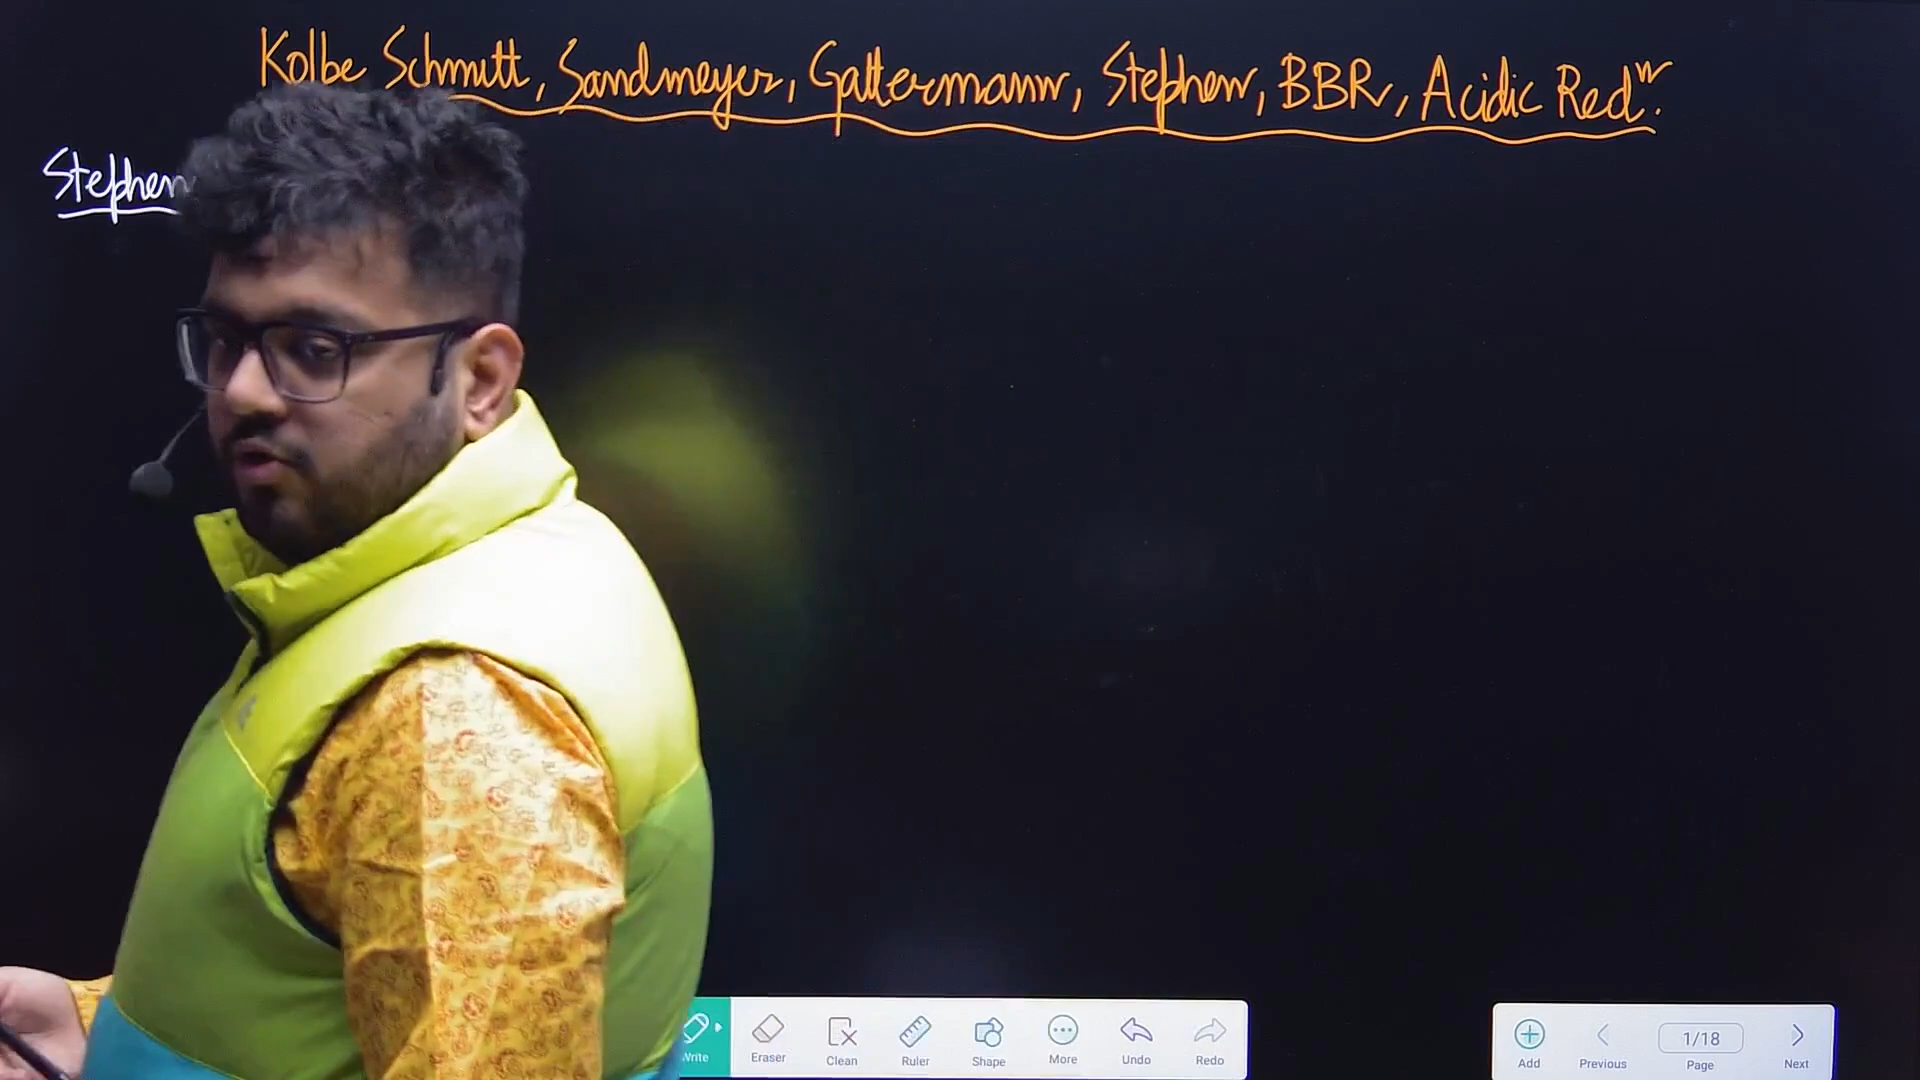 Kolbe Schmitt, Sandmeyer, Gattermann, Stephen, BBR, Acidic Redⁿ.
Stephen
Write
Eraser
Clean
Ruler
Shape
More
Undo
Redo
Add
Previous
1/18
Page
Next